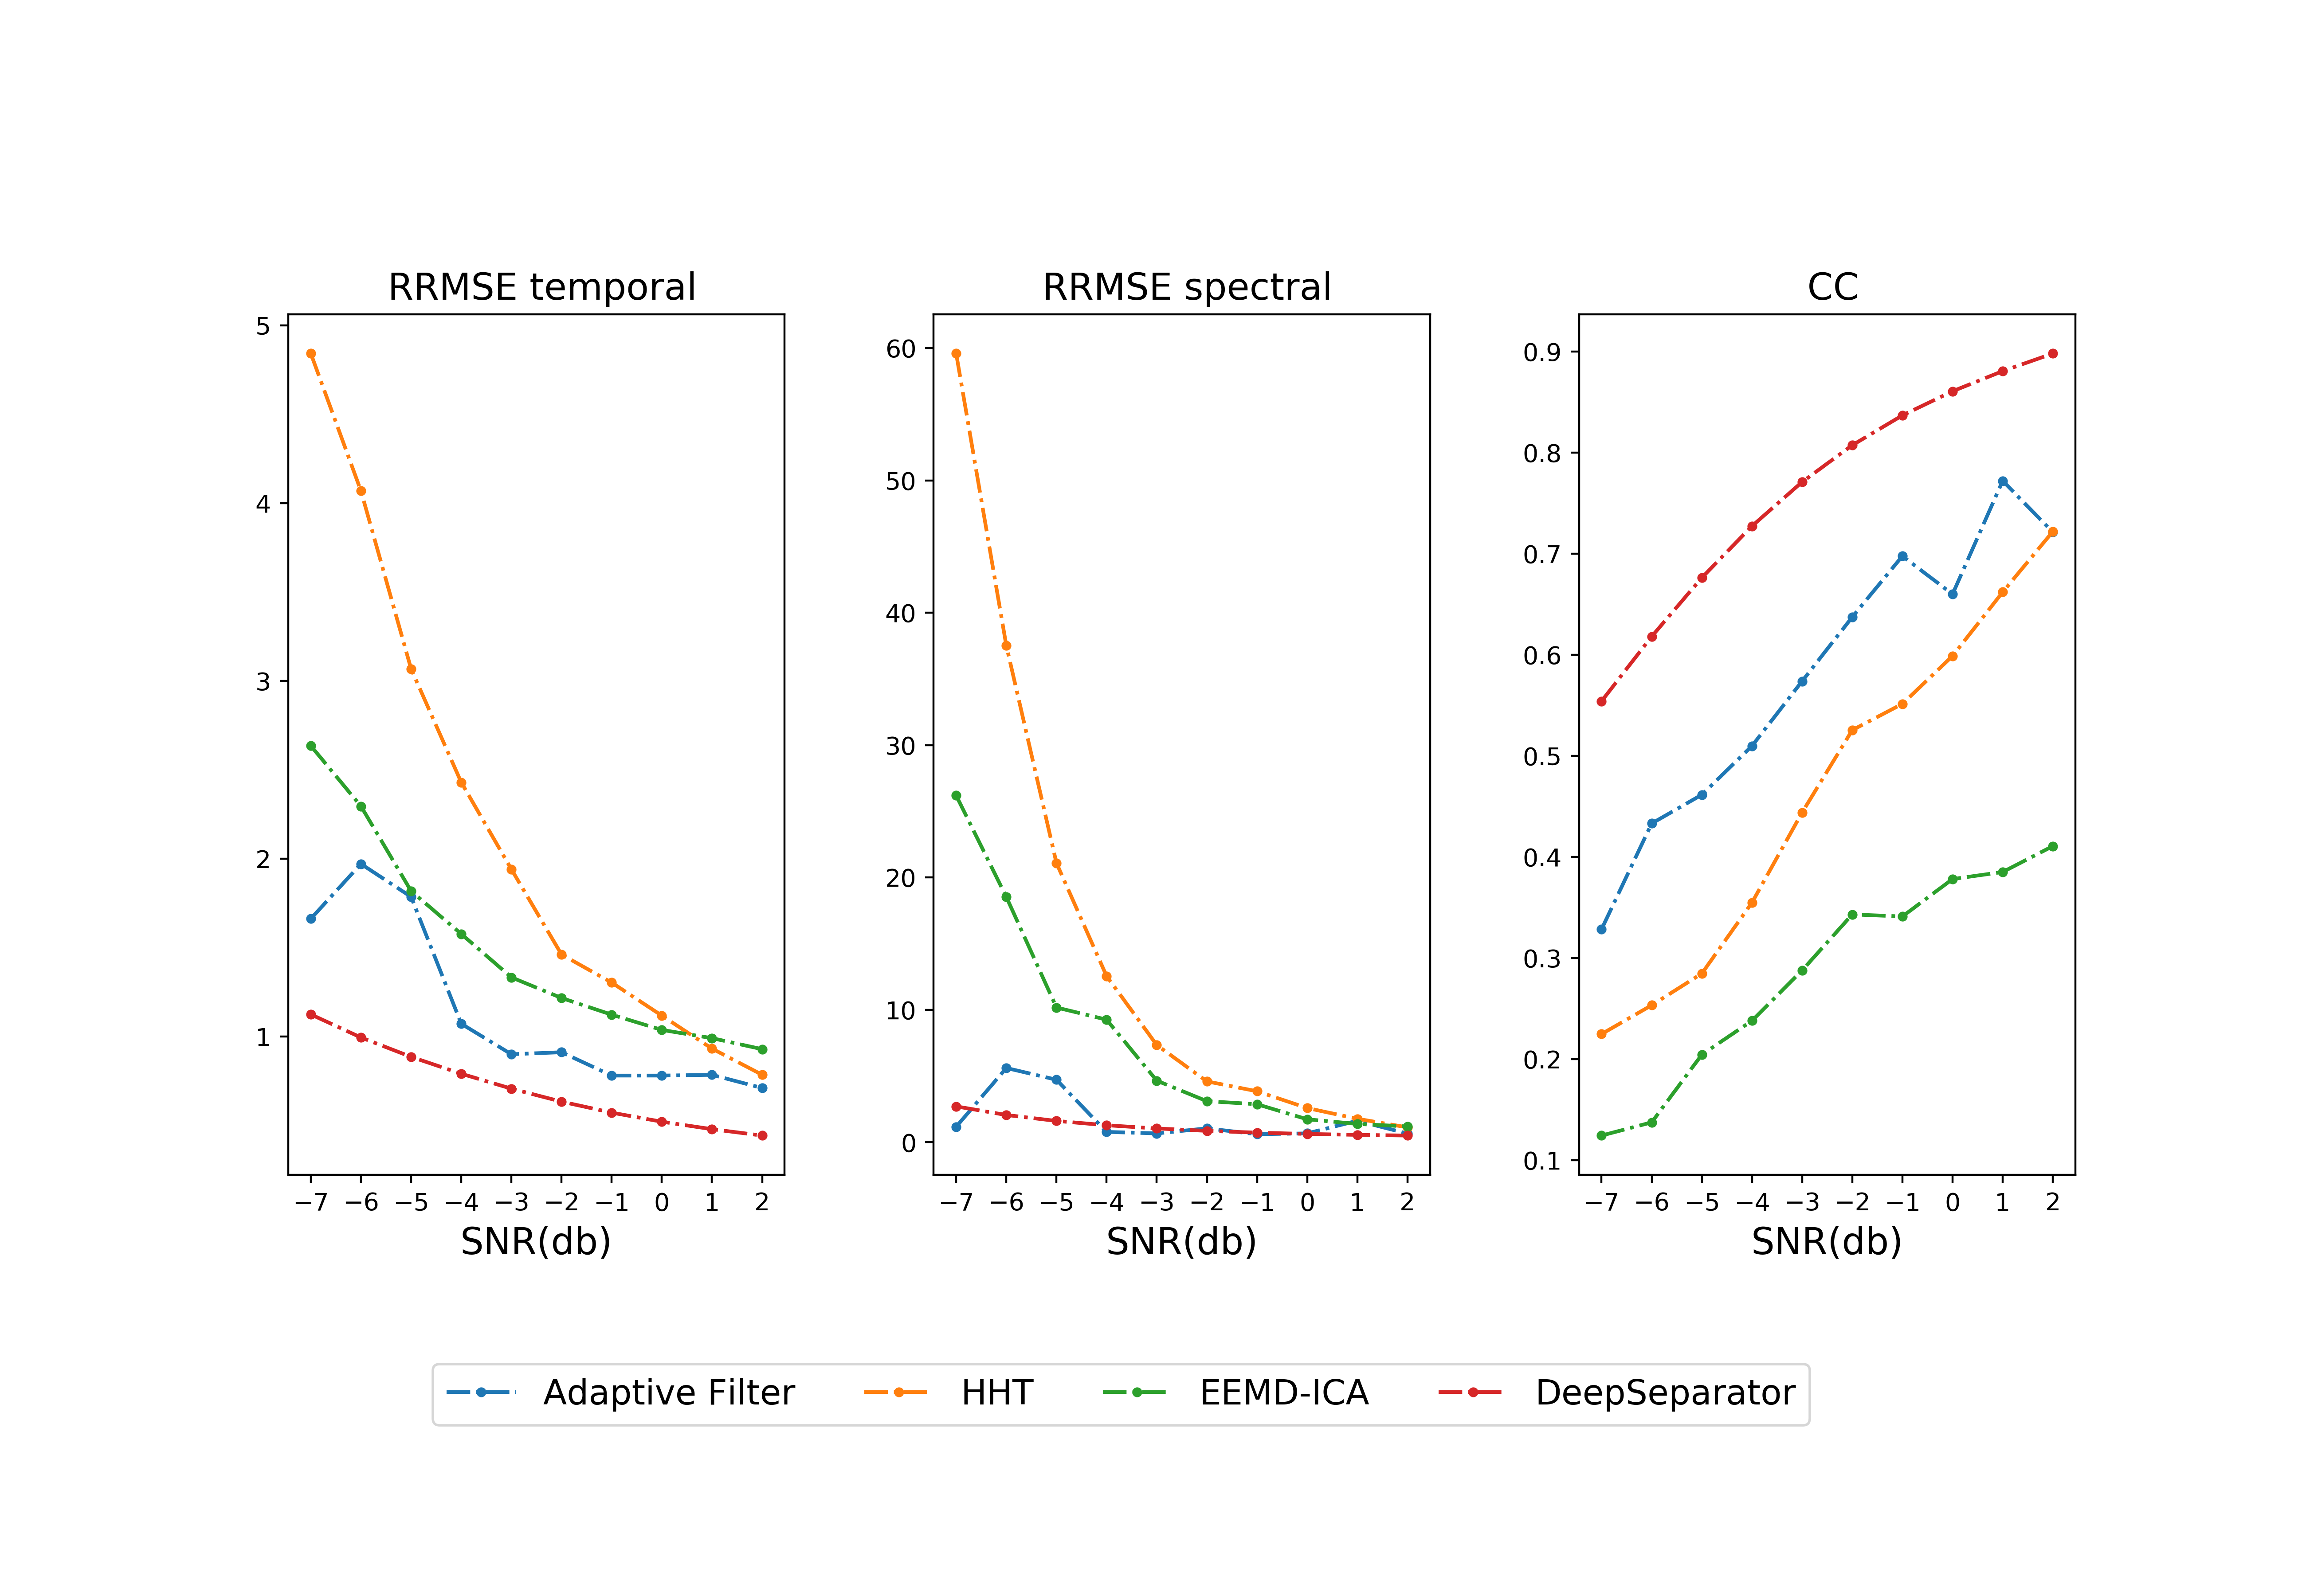 RRMSE temporal
5
4
3
2
1
−7 −6 −5 −4 −3 −2 −1 0 1 2
SNR(db)
RRMSE spectral
60
50
40
30
20
10
0
−7 −6 −5 −4 −3 −2 −1 0 1 2
SNR(db)
CC
0.9
0.8
0.7
0.6
0.5
0.4
0.3
0.2
0.1
−7 −6 −5 −4 −3 −2 −1 0 1 2
SNR(db)
Adaptive Filter HHT EEMD-ICA DeepSeparator